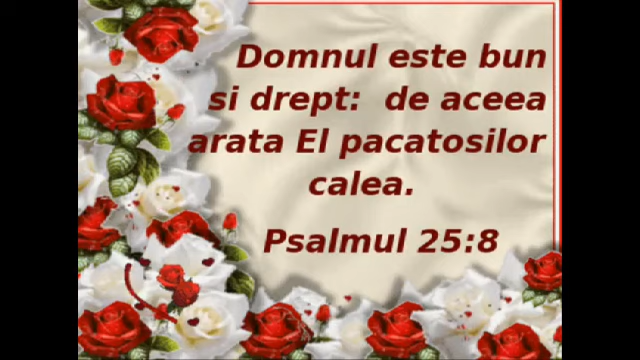 Domnul este bun
si drept: de aceea
arata El pacatosilor
calea.
Psalmul 25:8